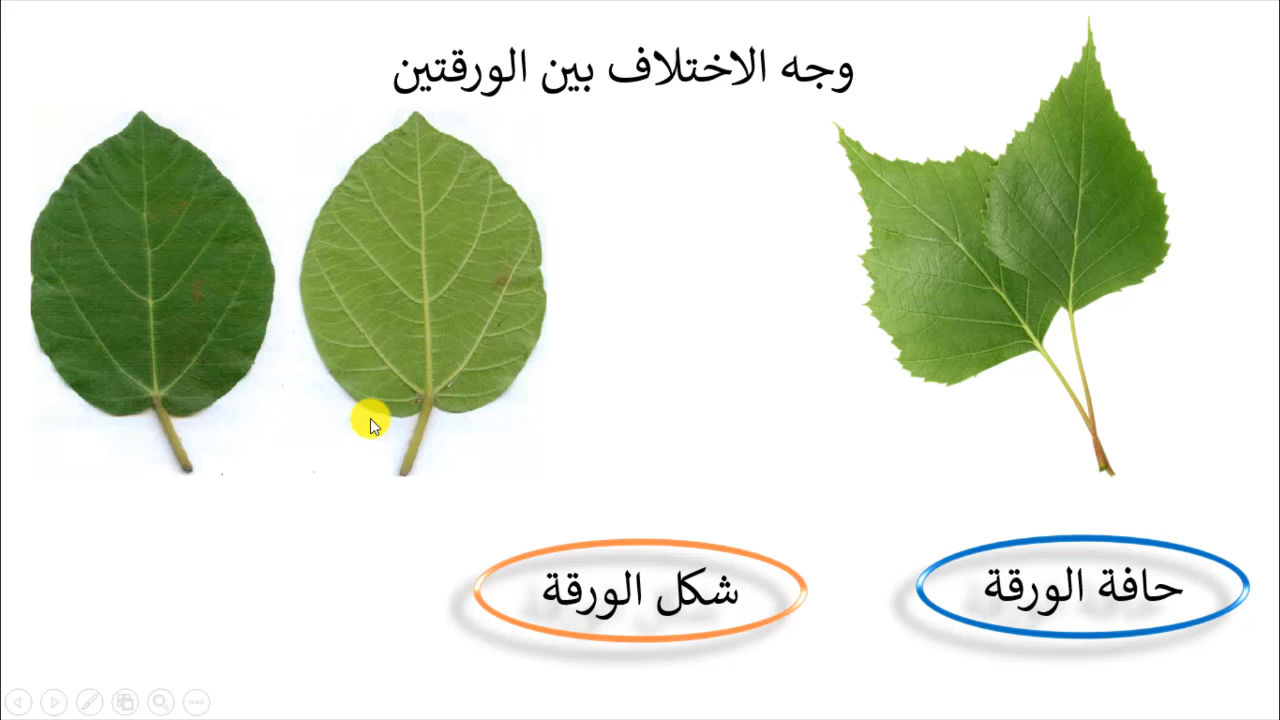 وجه الاختلاف بين الورقتين
حافة الورقة
شكل الورقة